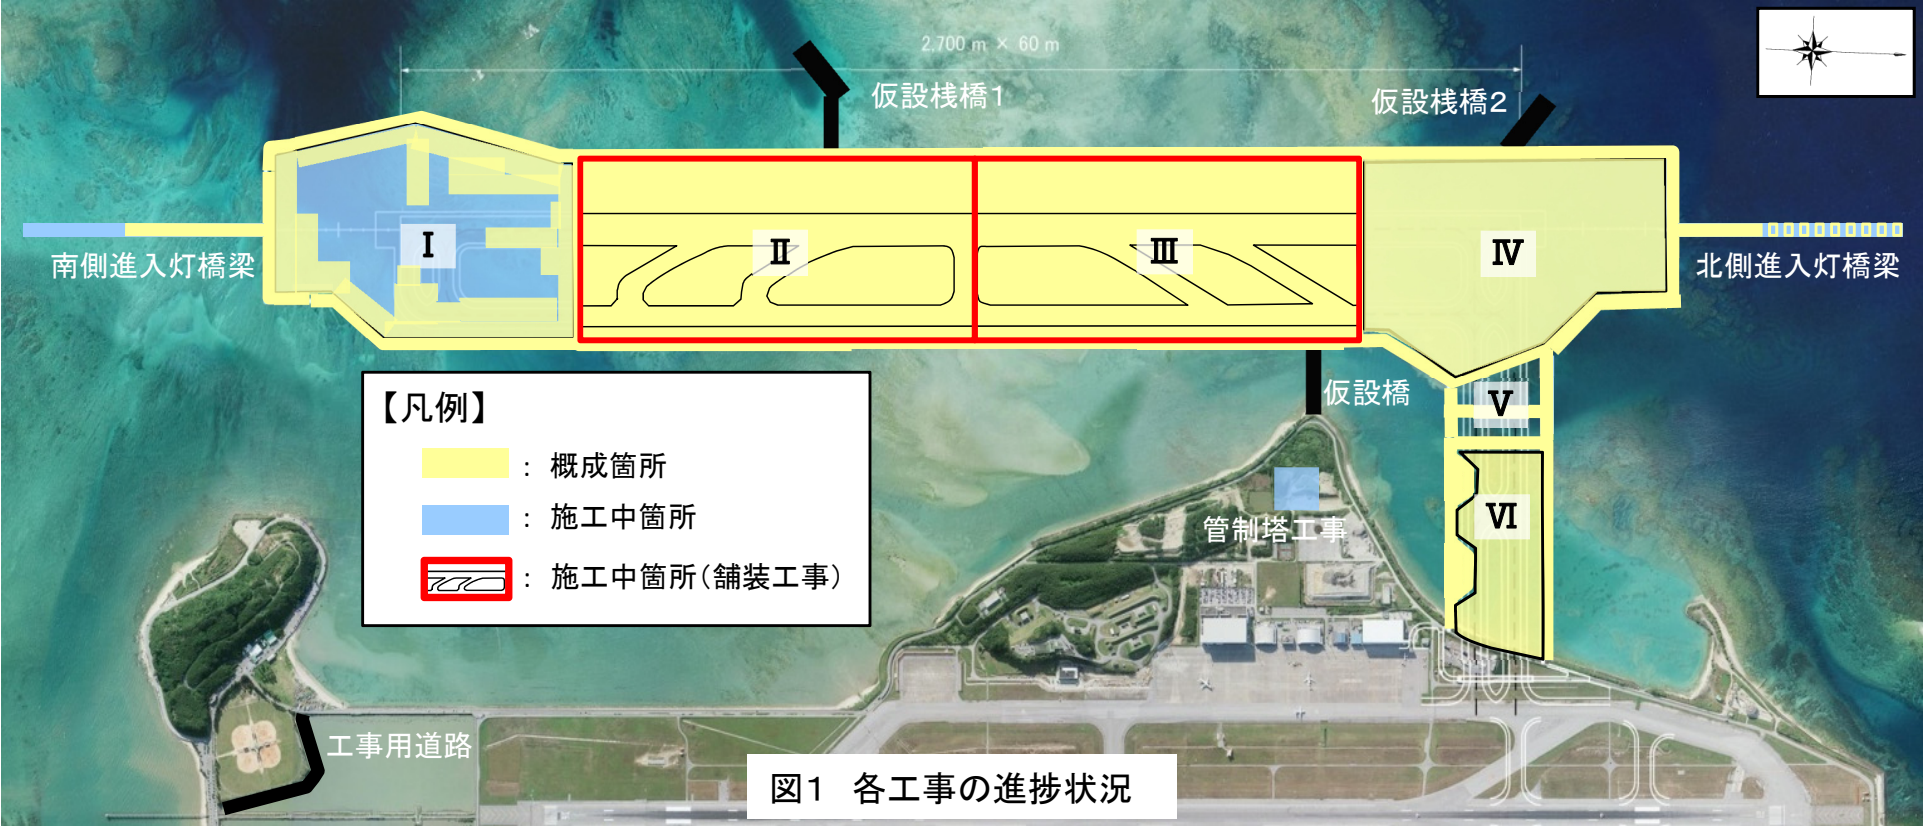 2,700 m × 60 m
仮設桟橋1
仮設桟橋2
南側進入灯橋梁
Ⅰ
Ⅱ
Ⅲ
Ⅳ
北側進入灯橋梁
仮設橋
Ⅴ
【凡例】
：概成箇所
：施工中箇所
：施工中箇所(舗装工事)
管制塔工事
Ⅵ
工事用道路
図1 各工事の進捗状況